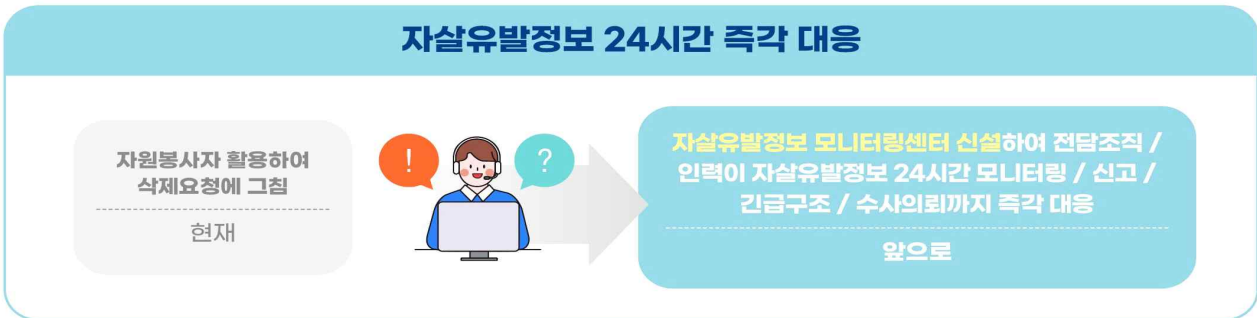 자살유발정보 24시간 즉각 대응
자원봉사자 활용하여
삭제요청에 그침
현재
!
?
자살유발정보 모니터링센터 신설하여 전담조직 /
인력이 자살유발정보 24시간 모니터링 / 신고 /
긴급구조 / 수사의뢰까지 즉각 대응
앞으로